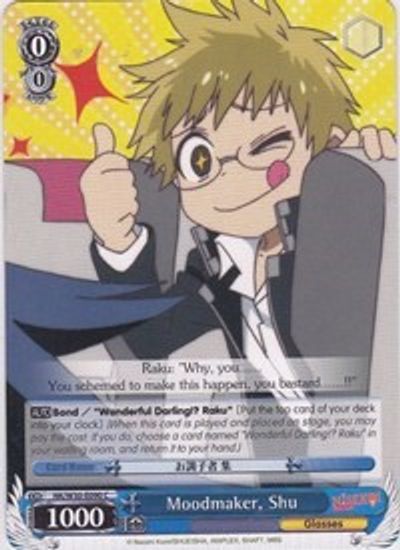 0
0
Raku: "Why, you...............
You schemed to make this happen, you bastard......!!"
AUTO Bond / "Wonderful Darling!? Raku" [Put the top card of your deck
into your clock] (When this card is played and placed on stage, you
may pay the cost. If you do, choose a card named "Wonderful Darling!? Raku" in
your waiting room, and return it to your hand.)
Card Name お調子者 集
1000
Moodmaker, Shu
Glasses